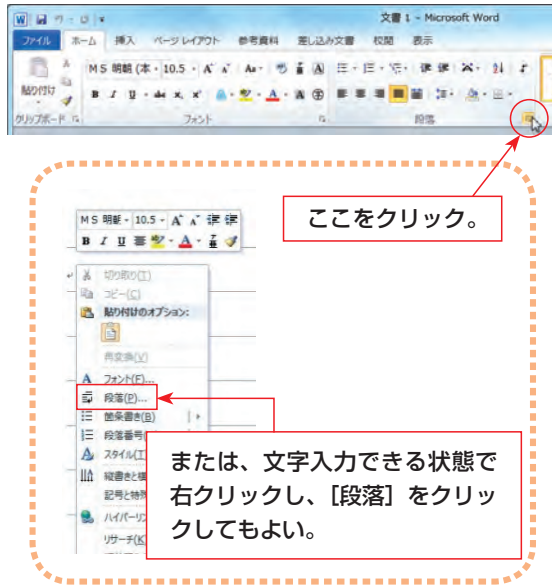 文書 1 - Microsoft Word
ファイル ホーム 挿入 ページ レイアウト 参考資料 差し込み文書 校閲 表示
MS 明朝 (本 10.5
貼り付け
クリップボード フォント 段落
ここをクリック。
MS 明朝 10.5
切り取り(T)
コピー(C)
貼り付けのオプション:
再変換(V)
フォント(F)...
段落(P)...
箇条書き(B)
段落番号
スタイル(I
縦書きと横
記号と特殊
ハイパーリン
リサーチ(K
または、文字入力できる状態で
右クリックし、[段落] をクリッ
クしてもよい。